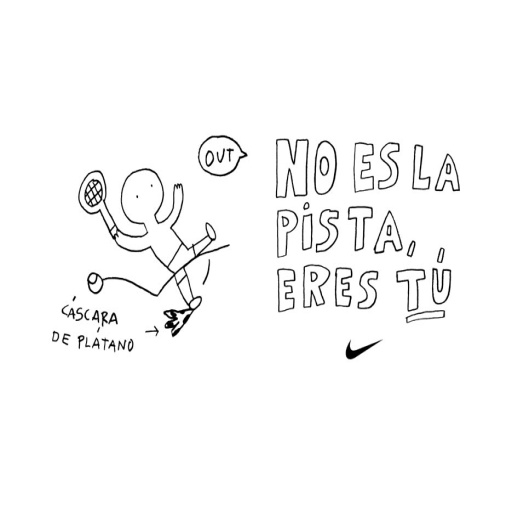 OUT
NO ES LA
PISTA,
ERES TÚ
CÁSCARA
DE PLÁTANO